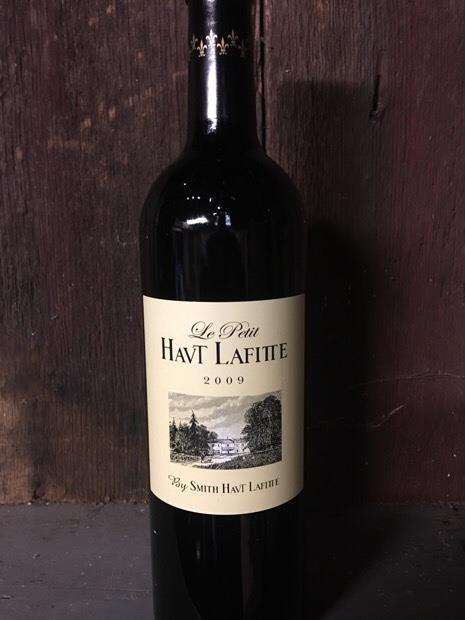 Le Petit
HAVT LAFITTE
2009
By SMITH HAVT LAFITTE